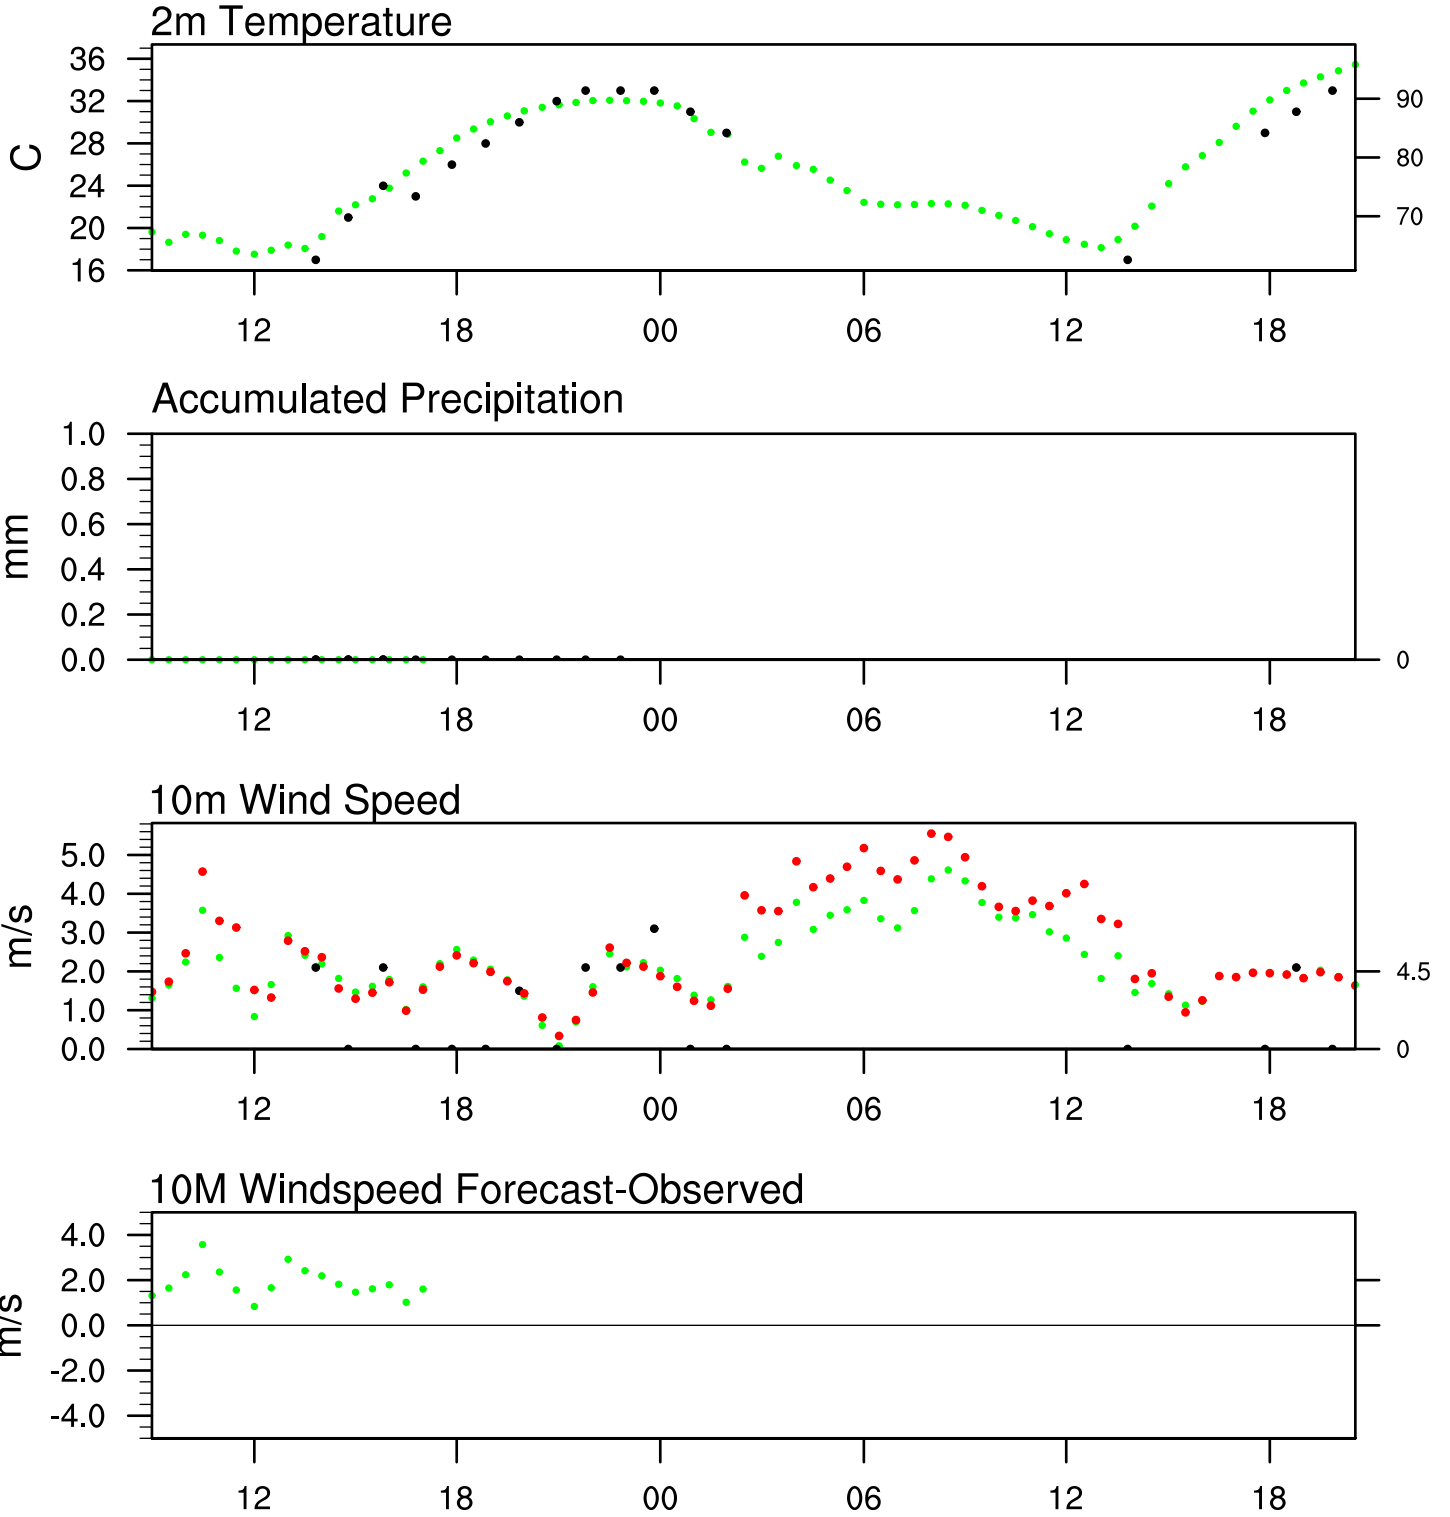 2m Temperature
36
32
28
24
20
16
C
90
80
70
12 18 00 06 12 18
Accumulated Precipitation
1.0
0.8
0.6
0.4
0.2
0.0
mm
0
12 18 00 06 12 18
10m Wind Speed
5.0
4.0
3.0
2.0
1.0
0.0
m/s
4.5
0
12 18 00 06 12 18
10M Windspeed Forecast-Observed
4.0
2.0
0.0
-2.0
-4.0
m/s
12 18 00 06 12 18